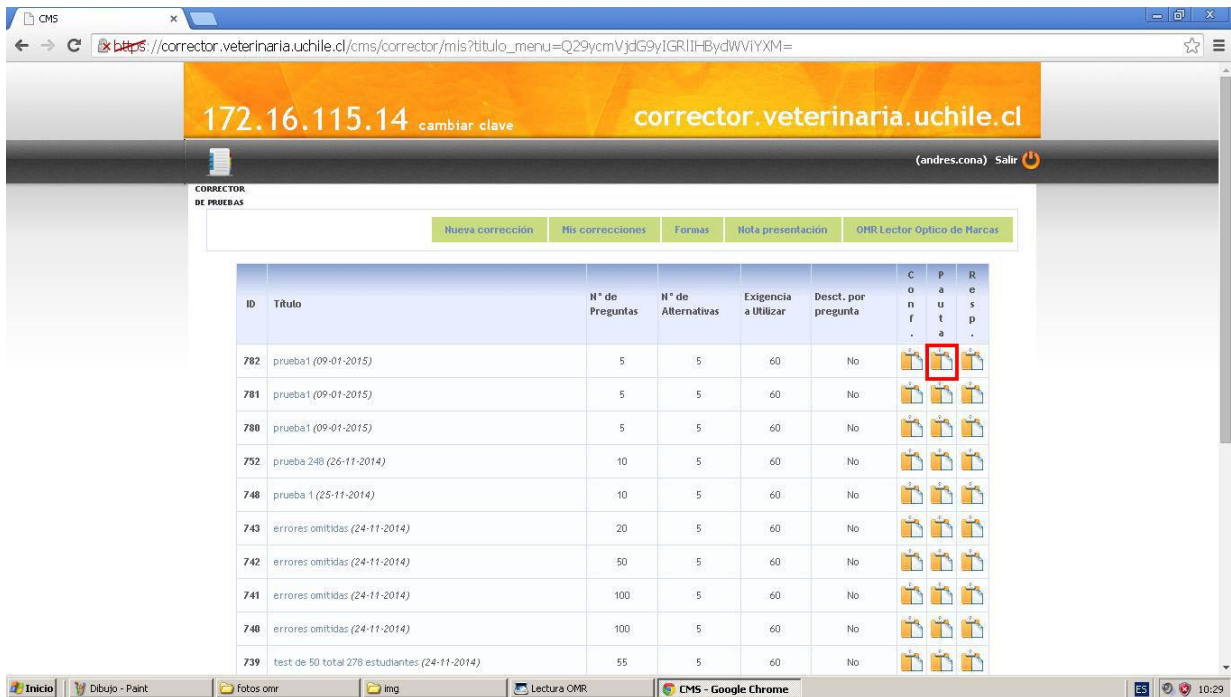 CMS
https://corrector.veterinaria.uchile.cl/cms/corrector/mis?titulo_menu=Q29ycmVjdG9yIGRlIHBydWViYXM=
172.16.115.14 cambiar clave corrector.veterinaria.uchile.cl
(andres.cona) Salir
CORRECTOR
DE PRUEBAS
Nueva corrección Mis correcciones Formas Nota presentación OMR Lector Optico de Marcas
ID Título N° de Preguntas N° de Alternativas Exigencia a Utilizar Desct. por pregunta Conf. Pauta Resp.
782 prueba1 (09-01-2015) 5 5 60 No
781 prueba1 (09-01-2015) 5 5 60 No
780 prueba1 (09-01-2015) 5 5 60 No
752 prueba 248 (26-11-2014) 10 5 60 No
748 prueba 1 (25-11-2014) 10 5 60 No
743 errores omitidas (24-11-2014) 20 5 60 No
742 errores omitidas (24-11-2014) 50 5 60 No
741 errores omitidas (24-11-2014) 100 5 60 No
740 errores omitidas (24-11-2014) 100 5 60 No
739 test de 50 total 278 estudiantes (24-11-2014) 55 5 60 No
Inicio Dibujo - Paint fotos omr img Lectura OMR CMS - Google Chrome ES 10:29